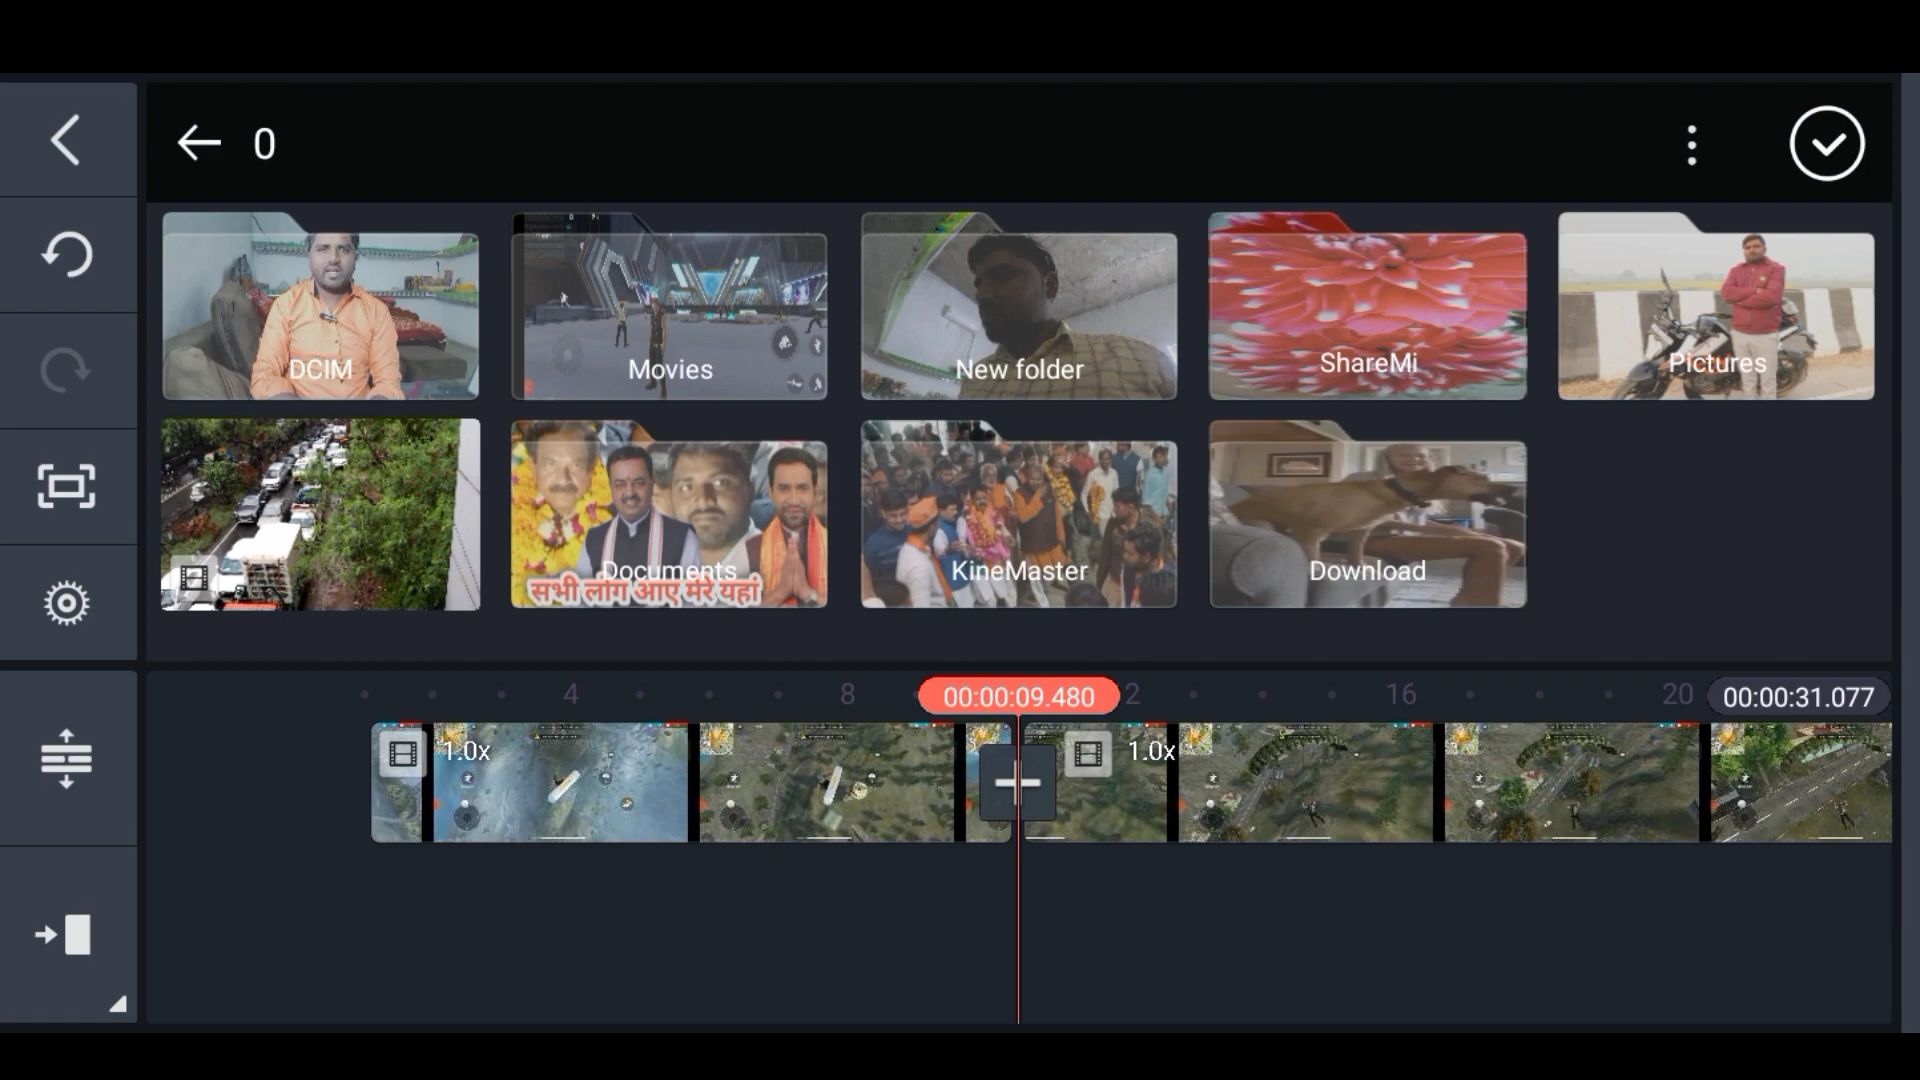 0
DCIM
Movies
New folder
ShareMi
Pictures
Documents
सभी लोग आए मेरे यहां
KineMaster
Download
4
8
00:00:09.480
2
16
20
00:00:31.077
1.0x
1.0x